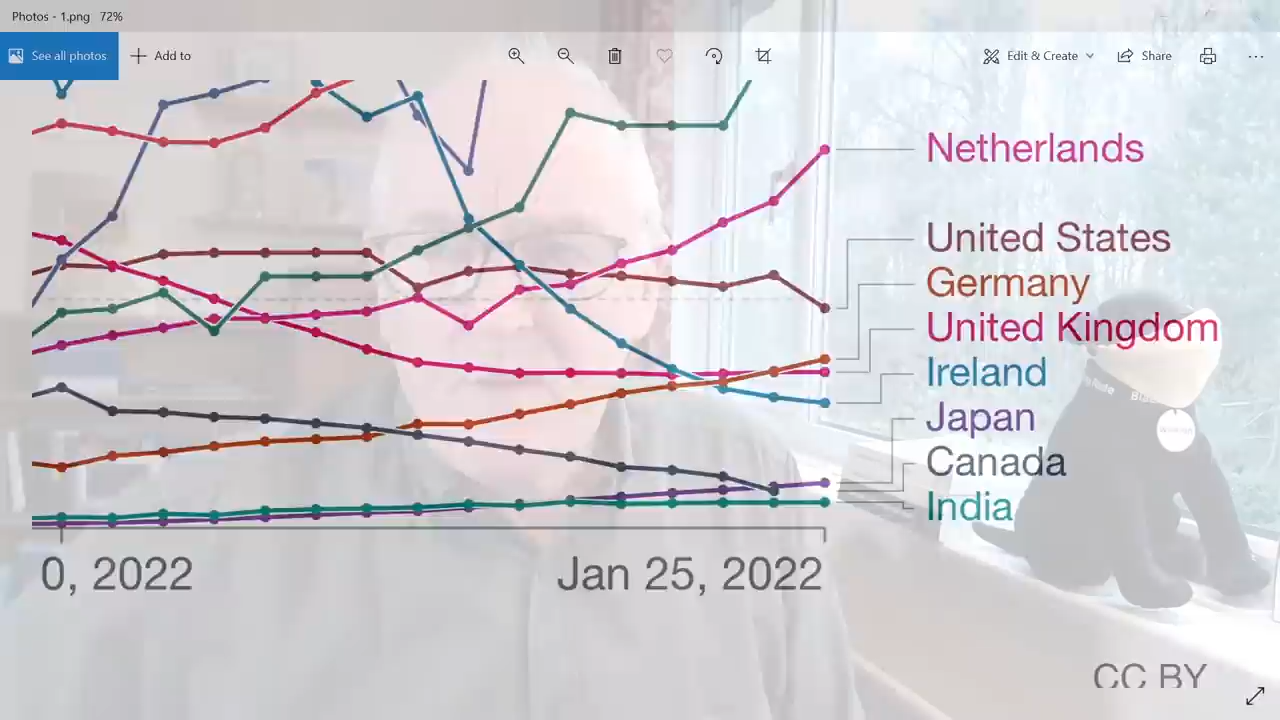 Photos - 1.png 72%
See all photos
Add to
Edit & Create
Share
Netherlands
United States
Germany
United Kingdom
Ireland
Japan
Canada
India
0, 2022
Jan 25, 2022
CC BY